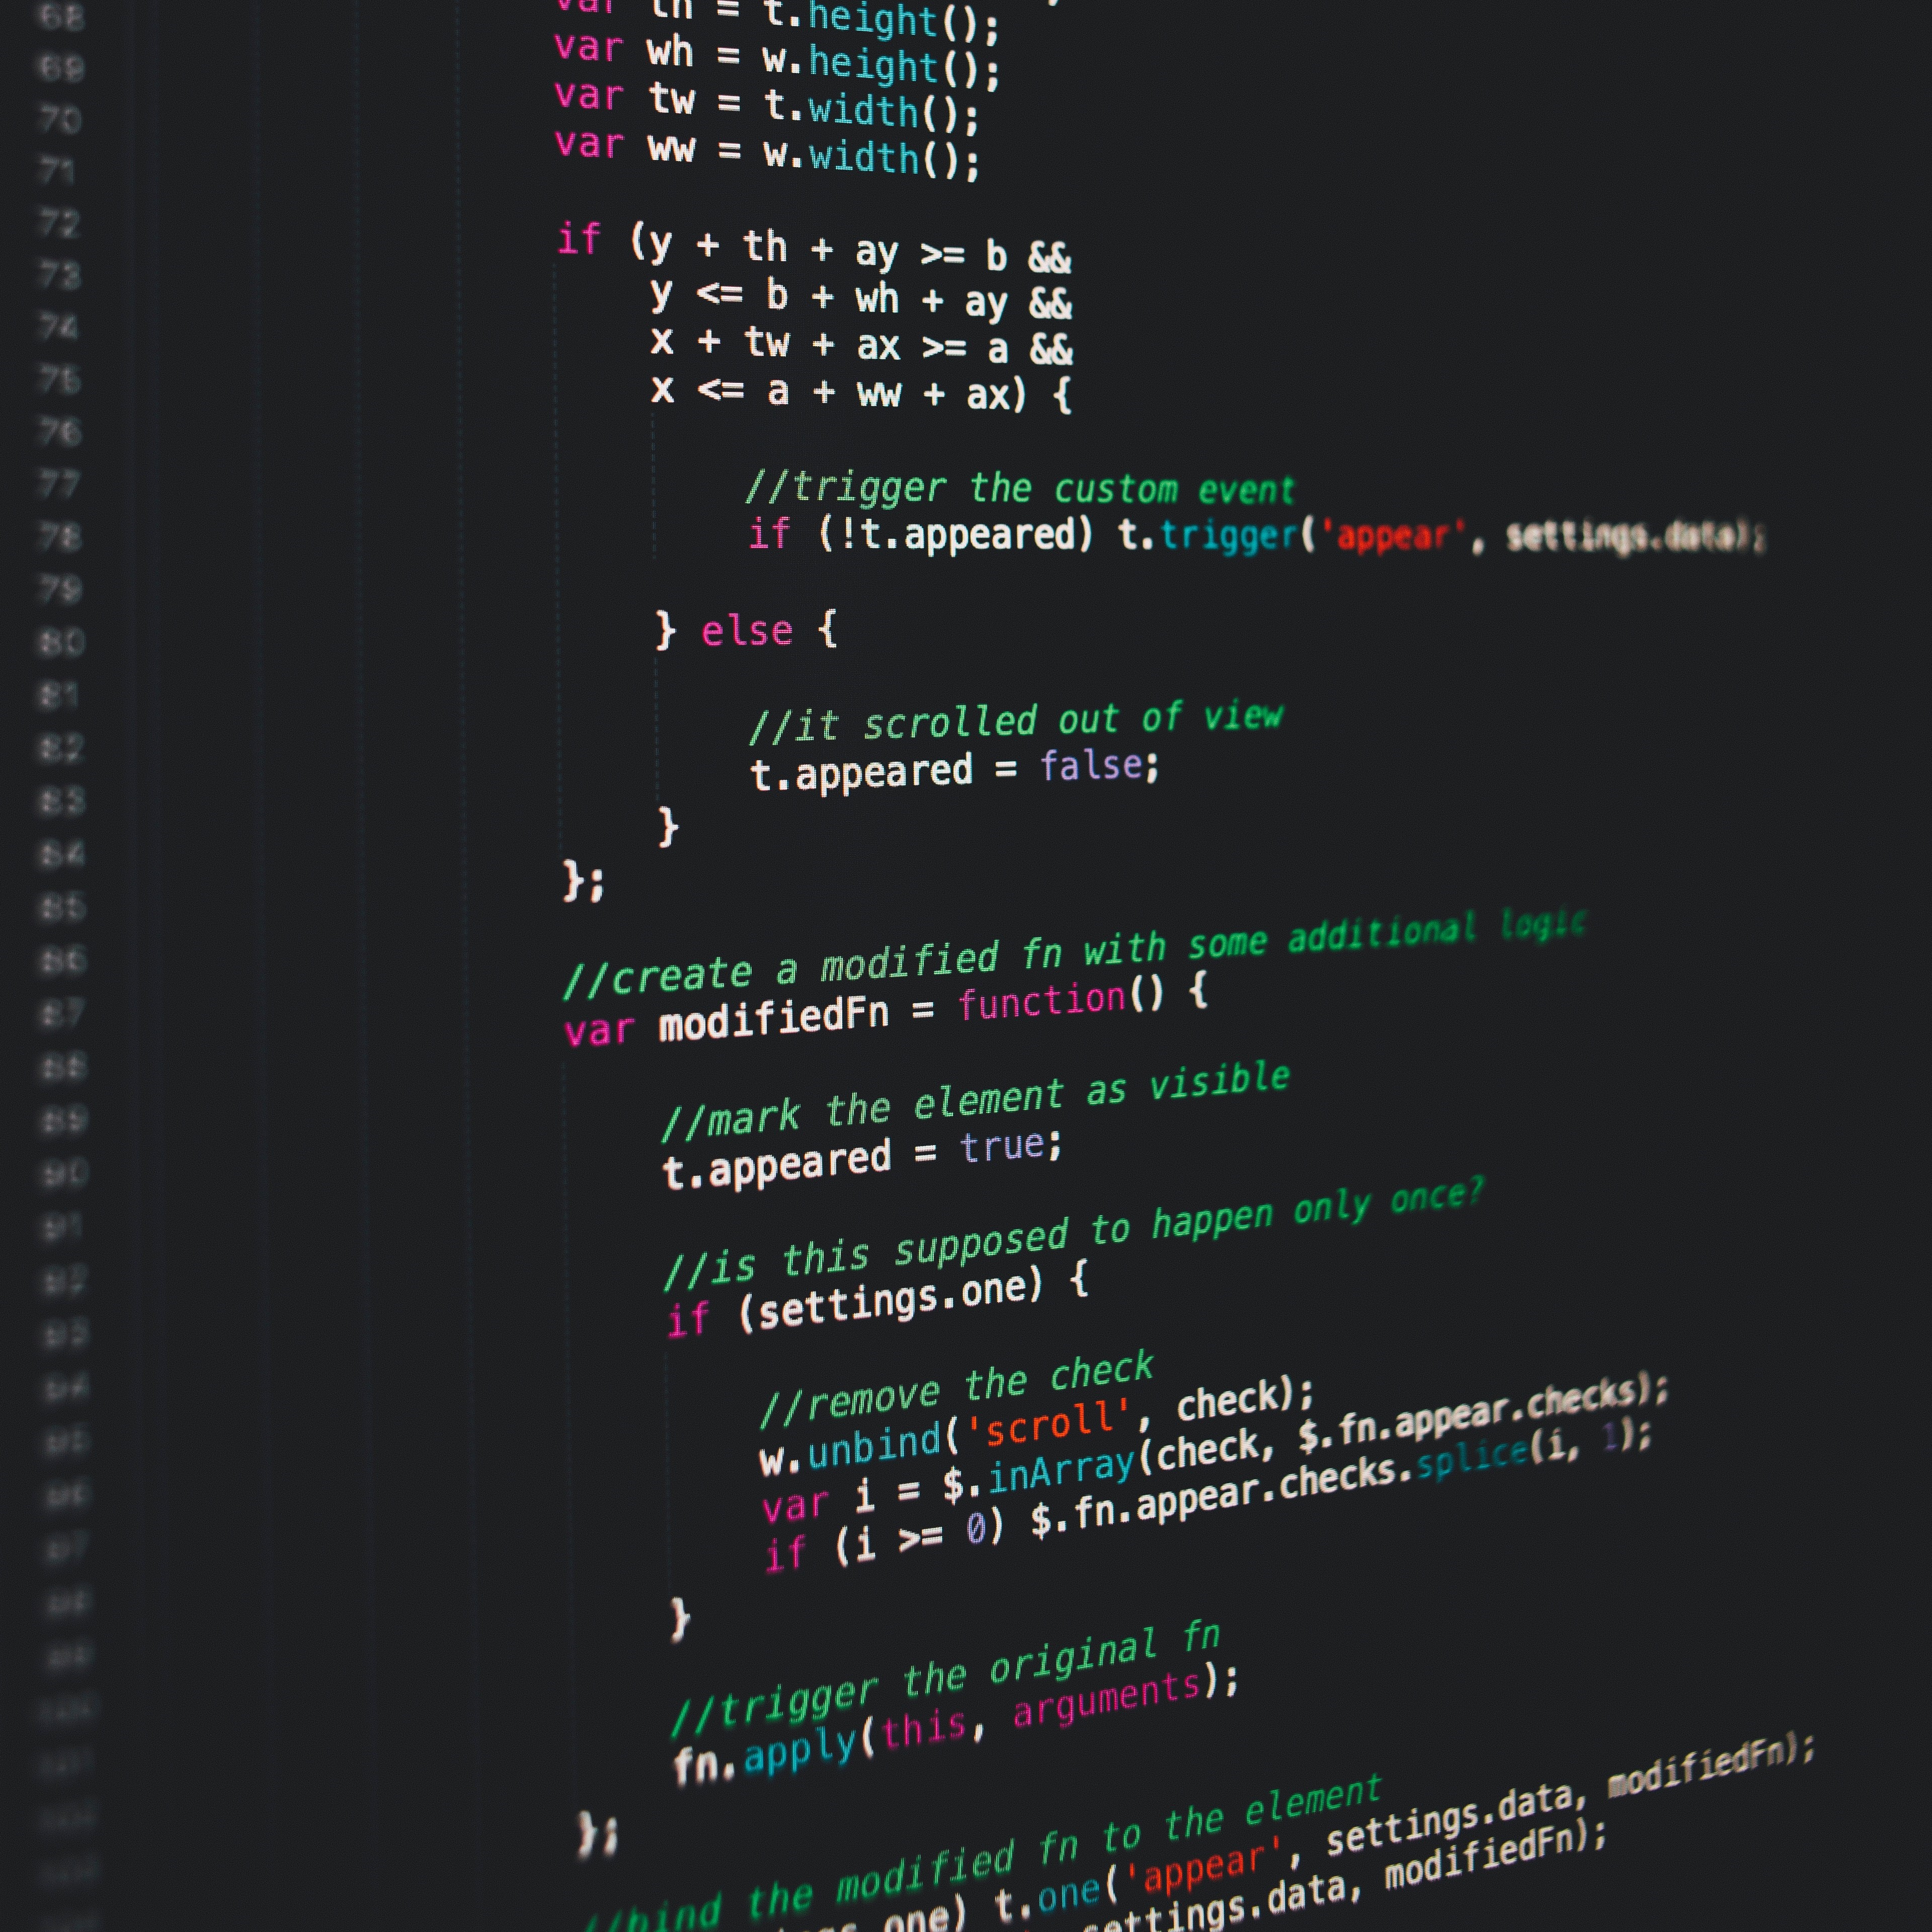 68
var th = t.height();
69
var wh = w.height();
70
var tw = t.width();
71
var ww = w.width();
72
73
if (y + th + ay >= b &&
74
y <= b + wh + ay &&
75
x + tw + ax >= a &&
76
x <= a + ww + ax) {
77
78
//trigger the custom event
79
if (!t.appeared) t.trigger('appear', settings.data);
80
} else {
81
82
//it scrolled out of view
83
t.appeared = false;
84
}
85
};
86
//create a modified fn with some additional logic
87
var modifiedFn = function() {
88
89
//mark the element as visible
90
t.appeared = true;
91
//is this supposed to happen only once?
92
if (settings.one) {
93
94
//remove the check
95
w.unbind('scroll', check);
96
var i = $.inArray(check, $.fn.appear.checks);
97
if (i >= 0) $.fn.appear.checks.splice(i, 1);
98
}
99
//trigger the original fn
fn.apply(this, arguments);
};
//bind the modified fn to the element
one) t.one('appear', settings.data, modifiedFn);
settings.data, modifiedFn);